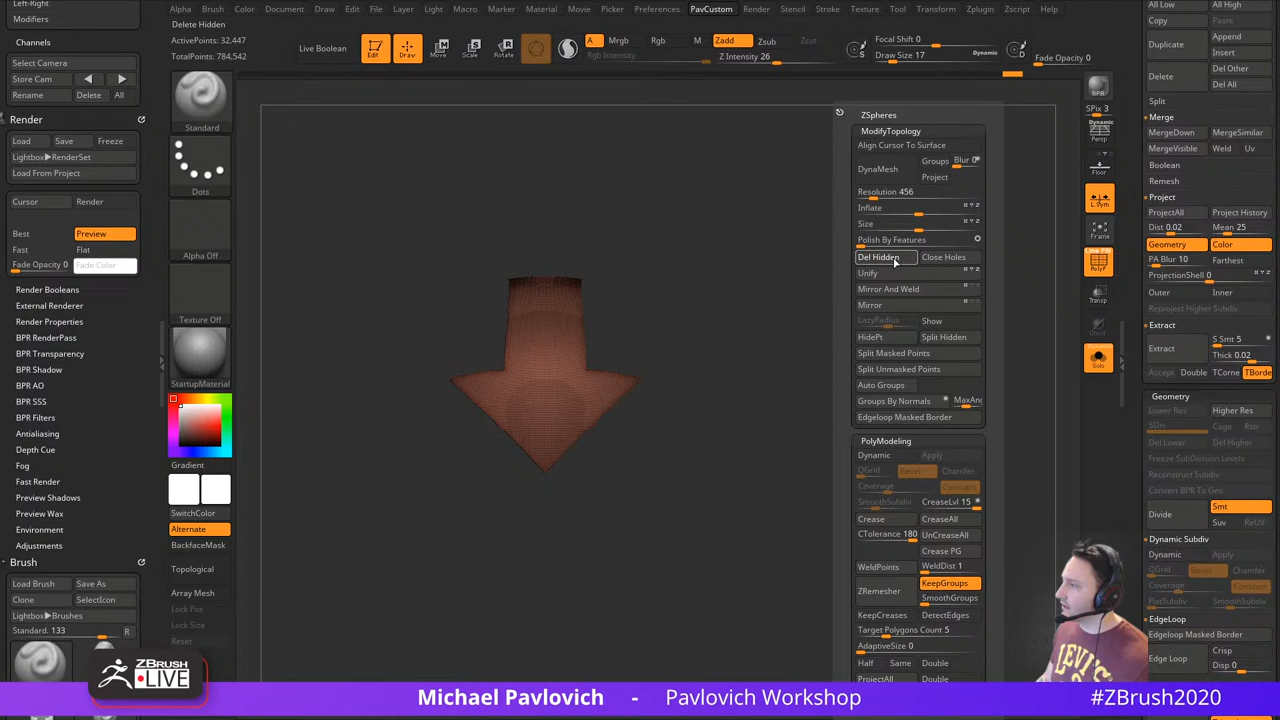 Alpha Brush Color Document Draw Edit File Layer Light Macro Marker Material Movie Picker Preferences PavCustom Render Stencil Stroke Texture Tool Transform Zplugin Zscript Help
Left Right
Modifiers
Channels
Select Camera
Store Cam
Rename Delete All
Render
Load Save Freeze
Lightbox▶RenderSet
Load From Project
Cursor Render
Best Preview
Fast Flat
Fade Opacity 0 Fade Color
Render Booleans
External Renderer
Render Properties
BPR RenderPass
BPR Transparency
BPR Shadow
BPR AO
BPR SSS
BPR Filters
Antialiasing
Depth Cue
Fog
Fast Render
Preview Shadows
Preview Wax
Environment
Adjustments
Brush
Load Brush Save As
Clone SelectIcon
Lightbox▶Brushes
Standard. 133 R
Delete Hidden
ActivePoints: 32,447
TotalPoints: 784,542
Live Boolean
Edit Draw Move Scale Rotate
A Mrgb Rgb M Zadd Zsub Zcut
Rgb Intensity Z Intensity 26
Focal Shift 0
Draw Size 17 Dynamic
S D
Fade Opacity 0
Standard
Dots
Alpha Off
Texture Off
StartupMaterial
Gradient
SwitchColor
Alternate
BackfaceMask
Topological
Array Mesh
Lock Pos
Lock Size
Reset
ZSpheres
ModifyTopology
Align Cursor To Surface
DynaMesh Groups Blur 0
Project
Resolution 456
Inflate
Size
Polish By Features
Del Hidden Close Holes
Unify
Mirror And Weld
Mirror
LazyRadius Show
HidePt Split Hidden
Split Masked Points
Split Unmasked Points
Auto Groups
Groups By Normals MaxAng
Edgeloop Masked Border
PolyModeling
Dynamic Apply
QGrid Bevel Chamfer
Coverage Constant
SmoothSubdiv CreaseLvl 15
Crease CreaseAll
CTolerance 180 UnCreaseAll
Crease PG
WeldPoints WeldDist 1
ZRemesher KeepGroups
SmoothGroups
KeepCreases DetectEdges
Target Polygons Count 5
AdaptiveSize 0
Half Same Double
ProjectAll Double
BPR
SPix 3
Dynamic
Persp
Floor
L.Sym
Frame
Line Fill
PolyF
Transp
Ghost
Dynamic
Solo
All Low All High
Copy Paste
Duplicate Append
Insert
Delete Del Other
Del All
Split
Merge
MergeDown MergeSimilar
MergeVisible Weld Uv
Boolean
Remesh
Project
ProjectAll Project History
Dist 0.02 Mean 25
Geometry Color
PA Blur 10 Farthest
ProjectionShell 0
Outer Inner
Reproject Higher Subdiv
Extract
Extract S Smt 5
Thick 0.02
Accept Double TCorne TBorde
Geometry
Lower Res Higher Res
SDiv Cage Rstr
Del Lower Del Higher
Freeze SubDivision Levels
Reconstruct Subdiv
Convert BPR To Geo
Divide Smt
Suv ReUV
Dynamic Subdiv
Dynamic Apply
QGrid Bevel Chamfer
Coverage Constant
FlatSubdiv SmoothSubdiv
EdgeLoop
Edgeloop Masked Border
Edge Loop Crisp
Disp 0
LEVI'S
ZBRUSH
LIVE
Michael Pavlovich - Pavlovich Workshop #ZBrush2020